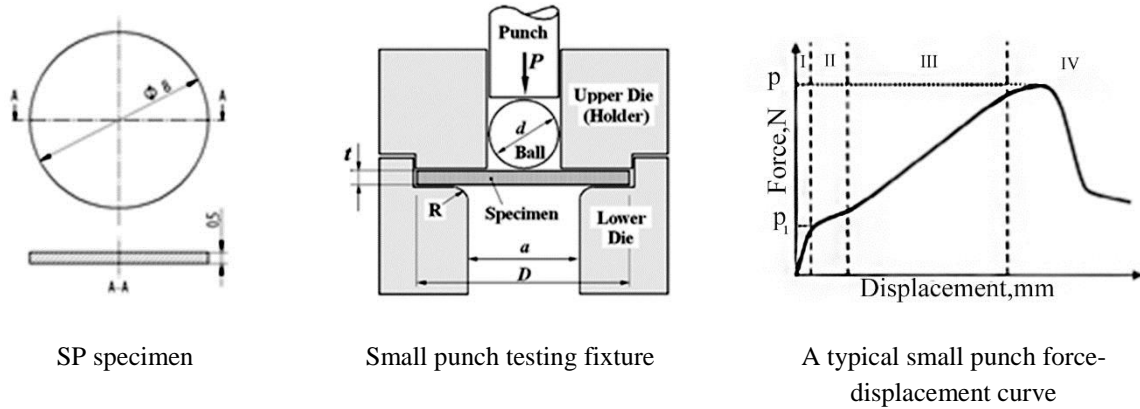 A
A
Φ 8
0.5
A-A
Punch
P
Upper Die
(Holder)
d
Ball
t
R
Specimen
Lower
Die
a
D
I
II
III
IV
p
Force,N
p1
Displacement,mm
SP specimen
Small punch testing fixture
A typical small punch force-
displacement curve